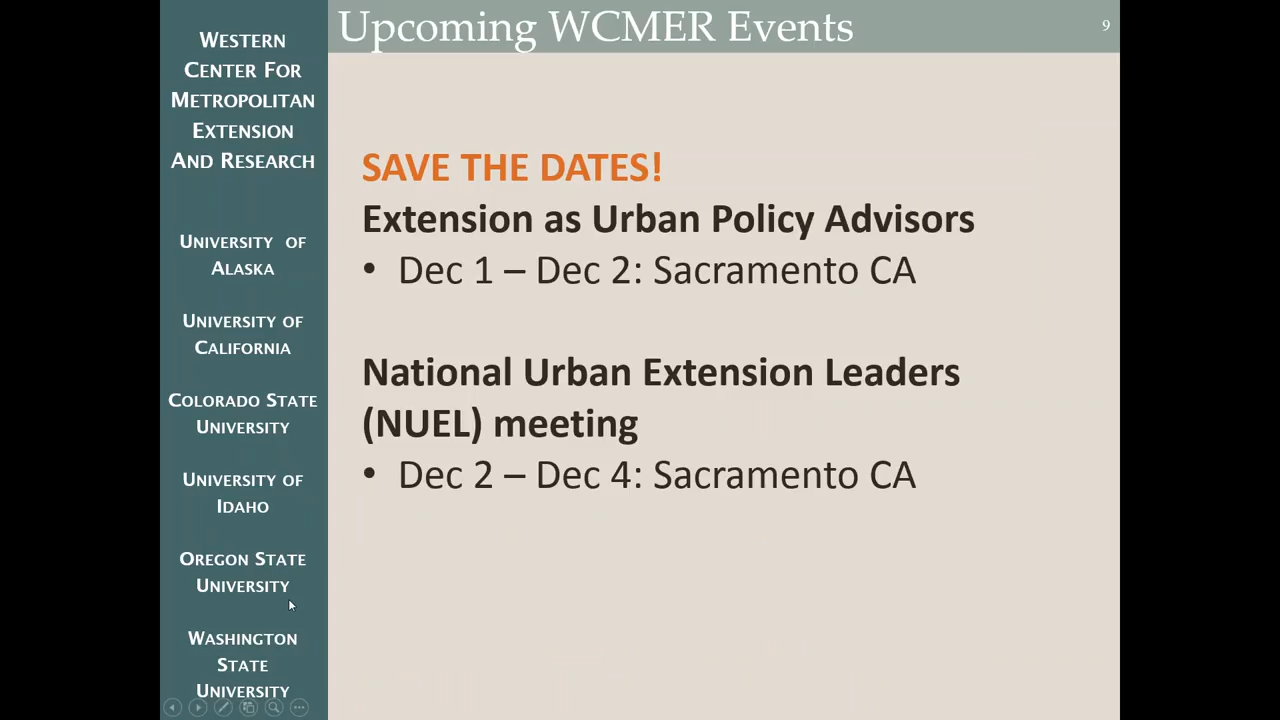 Upcoming WCMER Events
9
WESTERN
CENTER FOR
METROPOLITAN
EXTENSION
AND RESEARCH
UNIVERSITY OF
ALASKA
UNIVERSITY OF
CALIFORNIA
COLORADO STATE
UNIVERSITY
UNIVERSITY OF
IDAHO
OREGON STATE
UNIVERSITY
WASHINGTON
STATE
UNIVERSITY
SAVE THE DATES!
Extension as Urban Policy Advisors
• Dec 1 – Dec 2: Sacramento CA
National Urban Extension Leaders
(NUEL) meeting
• Dec 2 – Dec 4: Sacramento CA